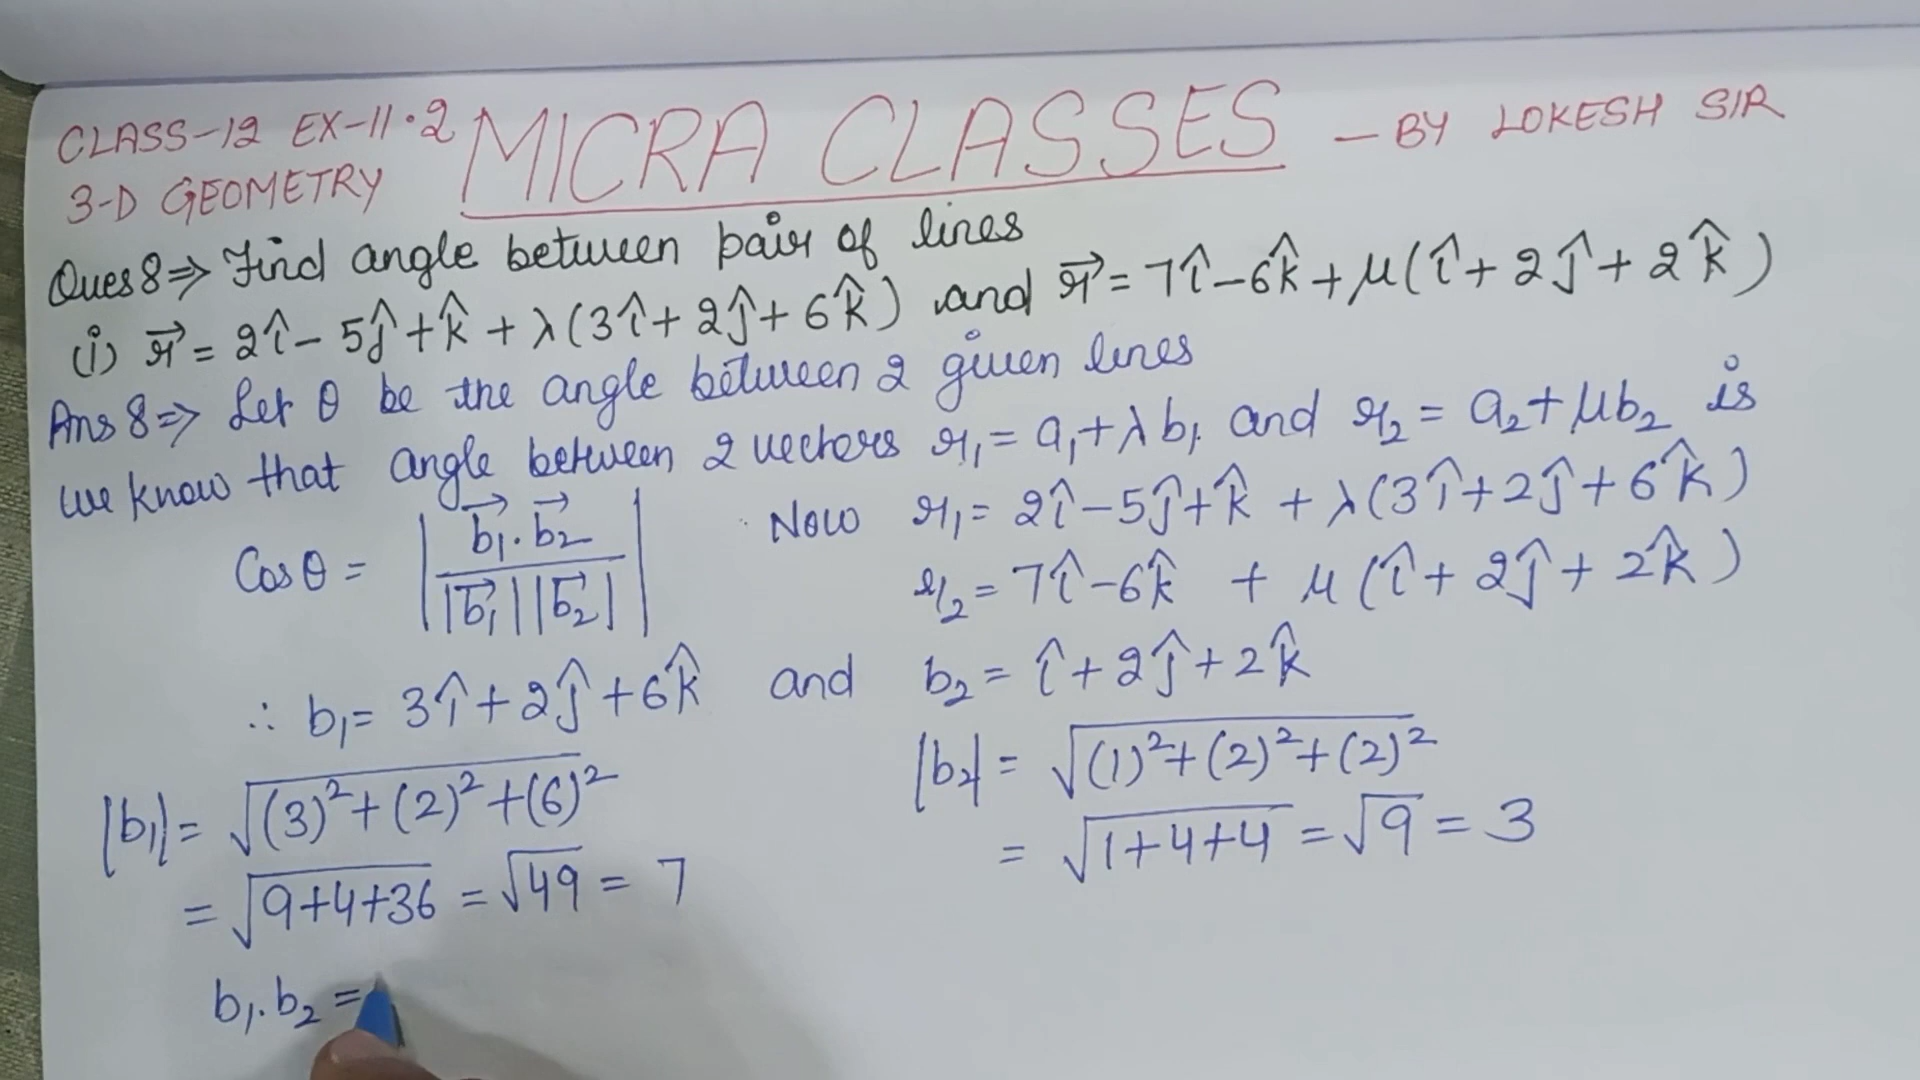 CLASS-12 EX-11.2 MICRA CLASSES - BY LOKESH SIR
3-D GEOMETRY
Ques 8⇒ Find angle between pair of lines
(i) r⃗ = 2î - 5ĵ + k̂ + λ(3î + 2ĵ + 6k̂) and r⃗ = 7î - 6k̂ + μ(î + 2ĵ + 2k̂)
Ans 8⇒ Let θ be the angle between 2 given lines
we know that angle between 2 vectors r₁ = a₁ + λb₁ and r₂ = a₂ + μb₂ is
Cosθ = | b⃗₁.b⃗₂ / |b⃗₁||b⃗₂| |
Now r₁ = 2î - 5ĵ + k̂ + λ(3î + 2ĵ + 6k̂)
r₂ = 7î - 6k̂ + μ(î + 2ĵ + 2k̂)
∴ b₁ = 3î + 2ĵ + 6k̂ and b₂ = î + 2ĵ + 2k̂
|b₁| = √(3)² + (2)² + (6)²
= √9+4+36 = √49 = 7
|b₂| = √(1)² + (2)² + (2)²
= √1+4+4 = √9 = 3
b₁.b₂ =